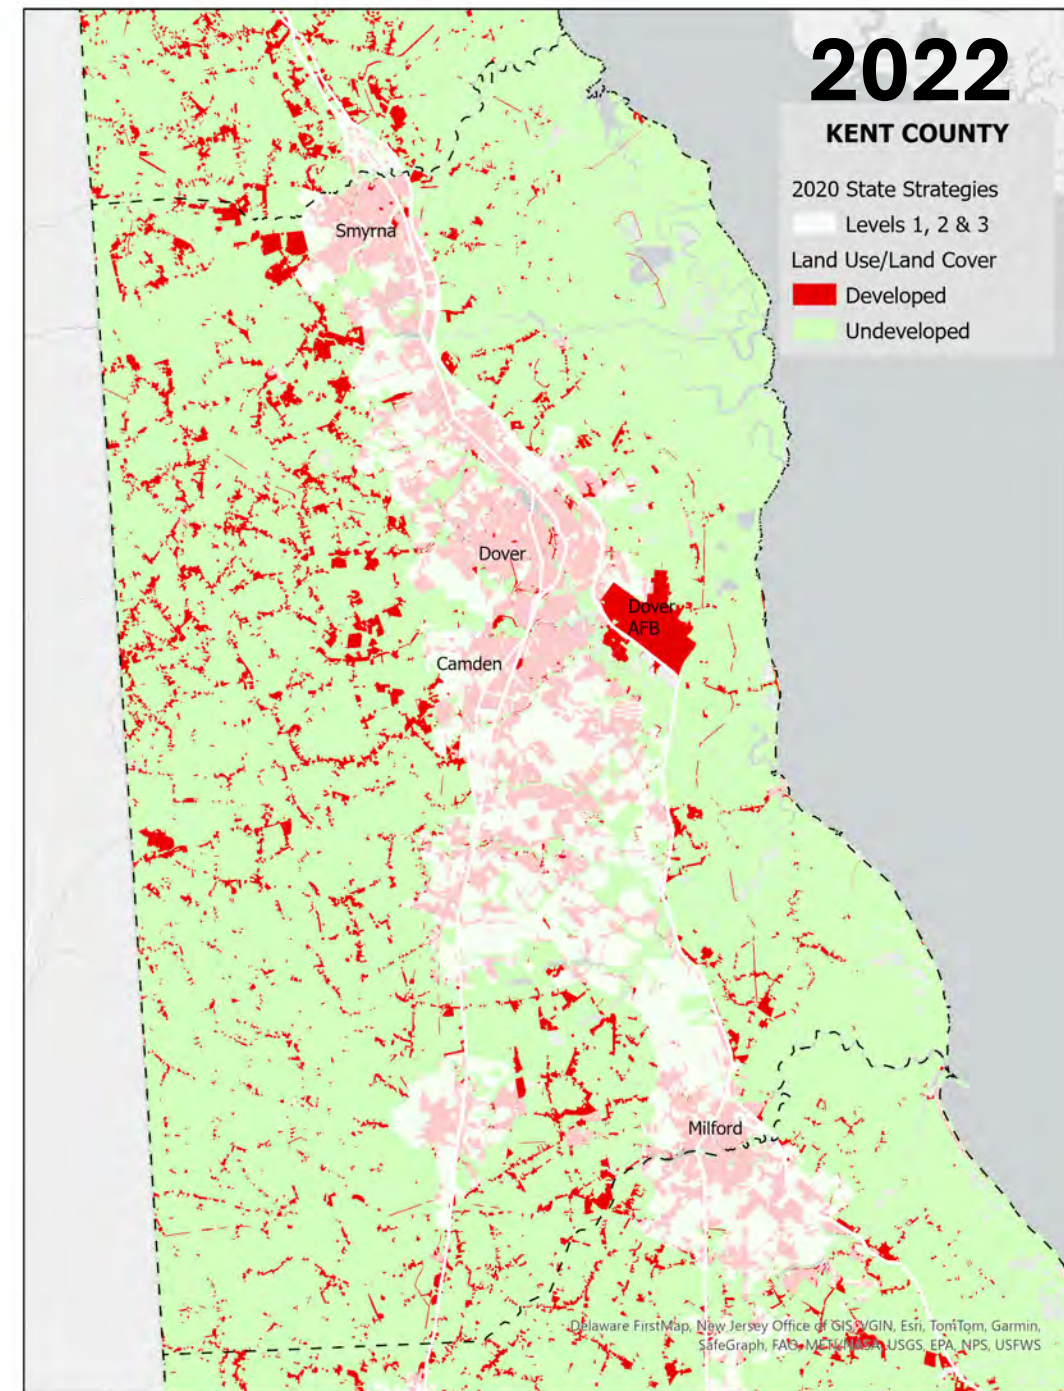 2022
KENT COUNTY
2020 State Strategies
Levels 1, 2 & 3
Land Use/Land Cover
Developed
Undeveloped
Smyrna
Dover
Dover
AFB
Camden
Milford
Delaware FirstMap, New Jersey Office of GIS, VGIN, Esri, TomTom, Garmin,
SafeGraph, FAO, METI/NASA, USGS, EPA, NPS, USFWS